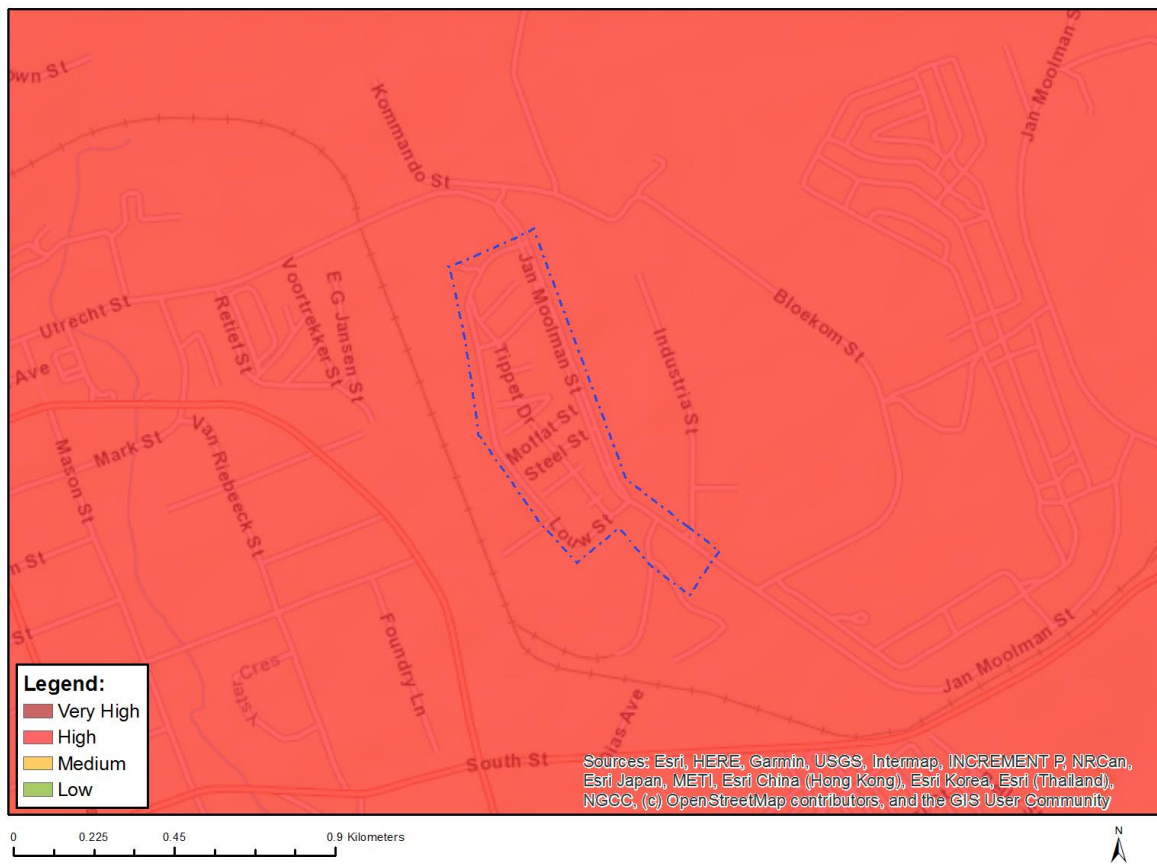 own St
Jan Moolman S
Kommando St
Jan Moolman St
E G Jansen St
Voortrekker St
Retief St
Utrecht St
Bloekom St
Industria St
Tippet Dr
Ave
Moffat St
Steel St
Mark St
Van Riebeeck St
Mason St
Louw St
n St
St
Foundry Ln
Cres
Jan Moolman St
Dias Ave
South St
Legend:
Very High
High
Medium
Low
Sources: Esri, HERE, Garmin, USGS, Intermap, INCREMENT P, NRCan,
Esri Japan, METI, Esri China (Hong Kong), Esri Korea, Esri (Thailand),
NGCC, (c) OpenStreetMap contributors, and the GIS User Community
0 0.225 0.45 0.9 Kilometers
N